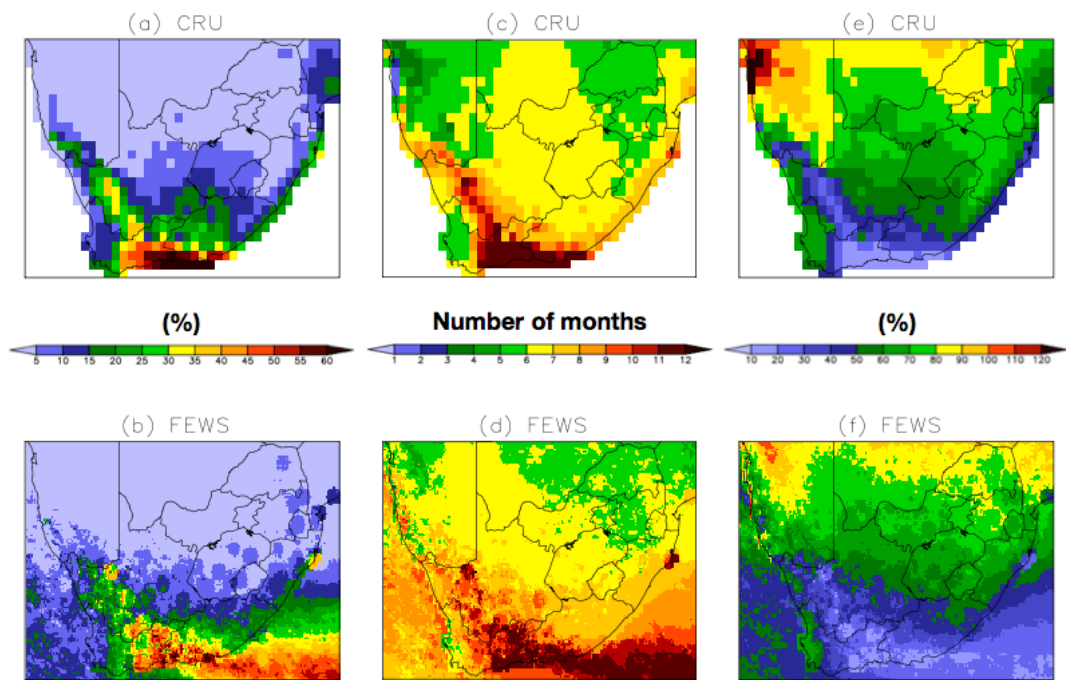 (a) CRU
(c) CRU
(e) CRU
(%)
Number of months
(%)
5 10 15 20 25 30 35 40 45 50 55 60
2 3 4 5 6 7 8 9 10 11 12
10 20 30 40 50 60 70 80 90 100 110 120
(b) FEWS
(d) FEWS
(f) FEWS